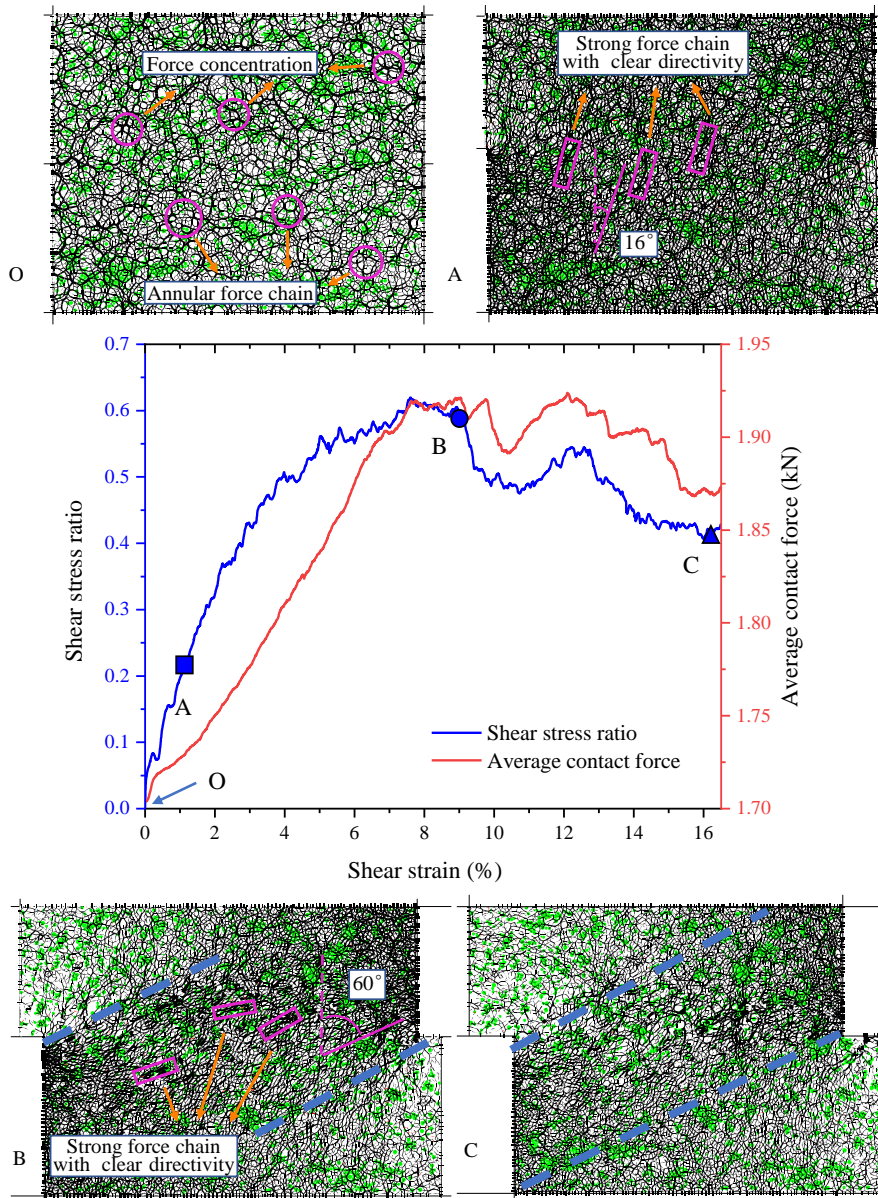 Force concentration
Annular force chain
O
Strong force chain
with clear directivity
16°
A
0.7
0.6
0.5
0.4
0.3
0.2
0.1
0.0
Shear stress ratio
1.95
1.90
1.85
1.80
1.75
1.70
Average contact force (kN)
B
C
A
O
Shear stress ratio
Average contact force
0 2 4 6 8 10 12 14 16
Shear strain (%)
60°
Strong force chain
with clear directivity
B
C